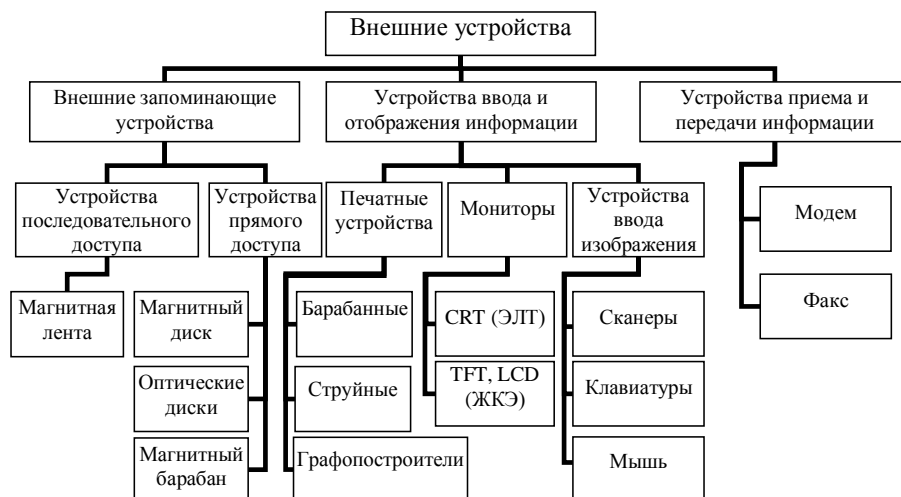 Внешние устройства
Внешние запоминающие
устройства
Устройства ввода и
отображения информации
Устройства приема и
передачи информации
Устройства
последовательного
доступа
Устройства
прямого
доступа
Печатные
устройства
Мониторы
Устройства
ввода
изображения
Модем
Факс
Магнитная
лента
Магнитный
диск
Оптические
диски
Магнитный
барабан
Барабанные
Струйные
Графопостроители
CRT (ЭЛТ)
TFT, LCD
(ЖКЭ)
Сканеры
Клавиатуры
Мышь